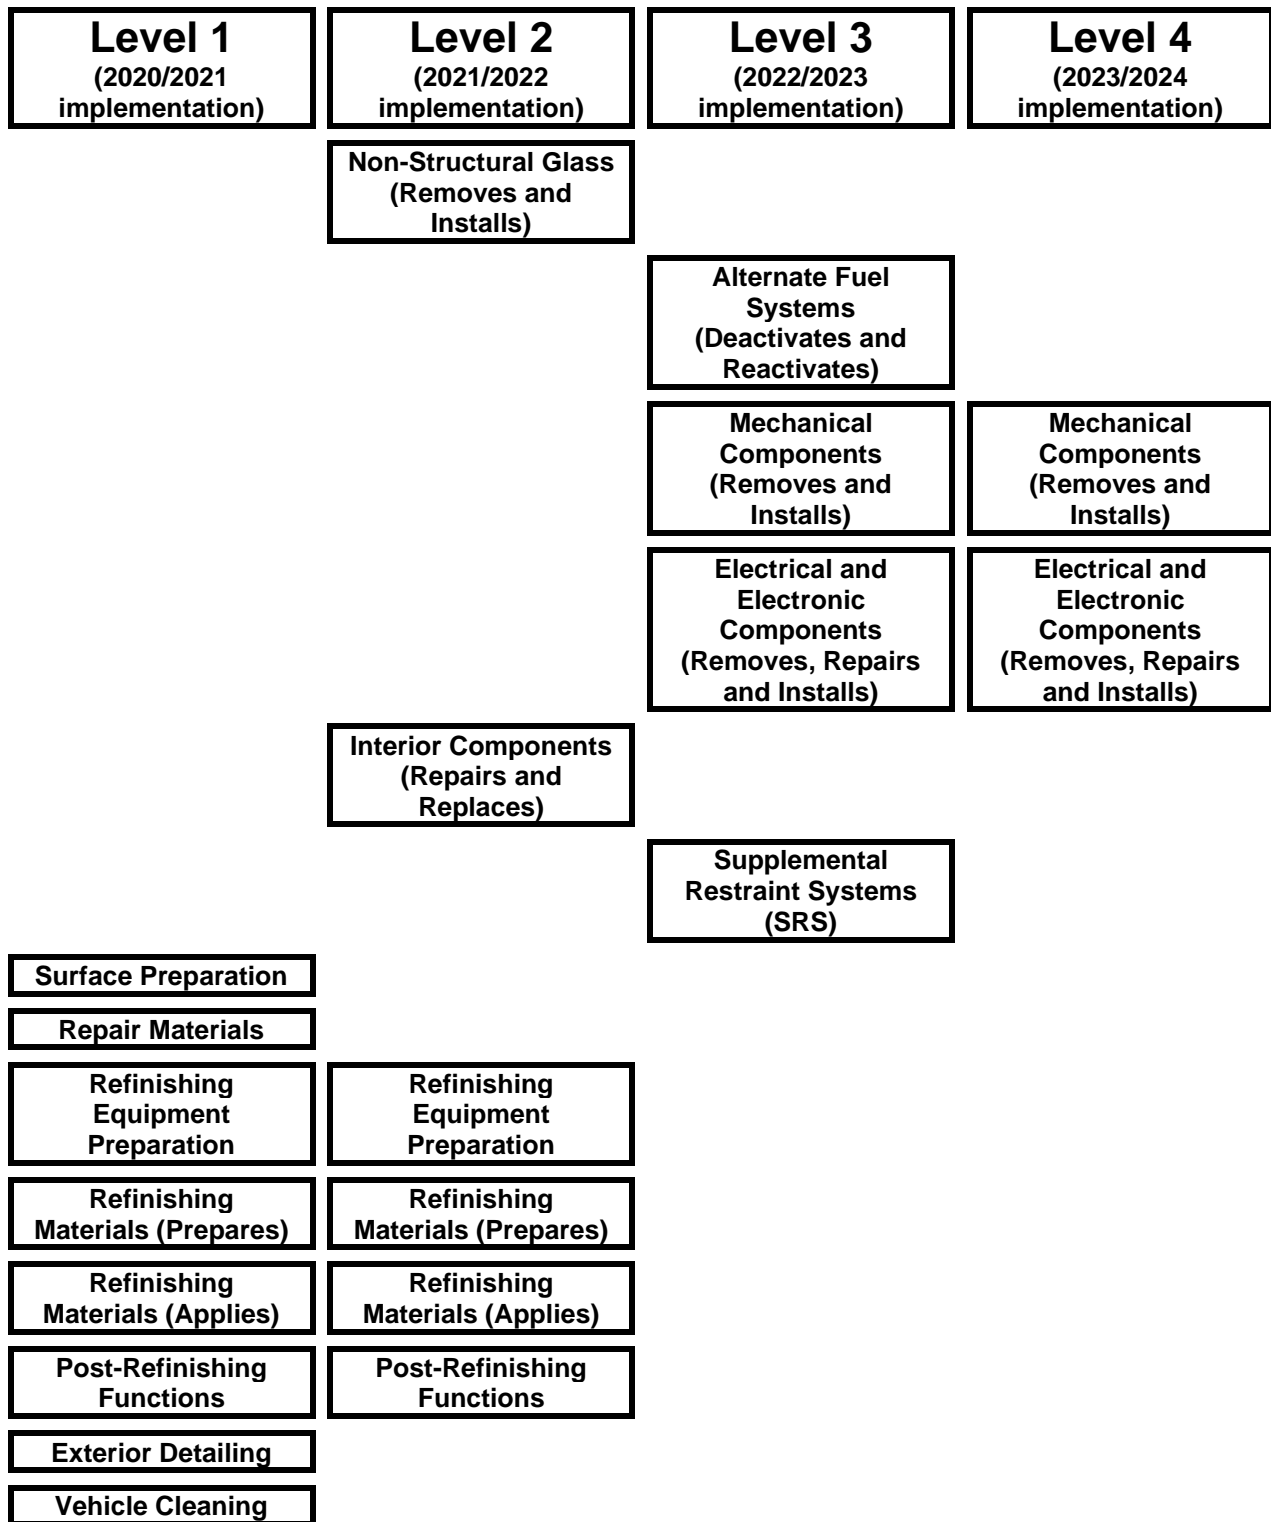 Level 1
(2020/2021
implementation)
Level 2
(2021/2022
implementation)
Level 3
(2022/2023
implementation)
Level 4
(2023/2024
implementation)
Non-Structural Glass
(Removes and
Installs)
Alternate Fuel
Systems
(Deactivates and
Reactivates)
Mechanical
Components
(Removes and
Installs)
Mechanical
Components
(Removes and
Installs)
Electrical and
Electronic
Components
(Removes, Repairs
and Installs)
Electrical and
Electronic
Components
(Removes, Repairs
and Installs)
Interior Components
(Repairs and
Replaces)
Supplemental
Restraint Systems
(SRS)
Surface Preparation
Repair Materials
Refinishing
Equipment
Preparation
Refinishing
Equipment
Preparation
Refinishing
Materials (Prepares)
Refinishing
Materials (Prepares)
Refinishing
Materials (Applies)
Refinishing
Materials (Applies)
Post-Refinishing
Functions
Post-Refinishing
Functions
Exterior Detailing
Vehicle Cleaning